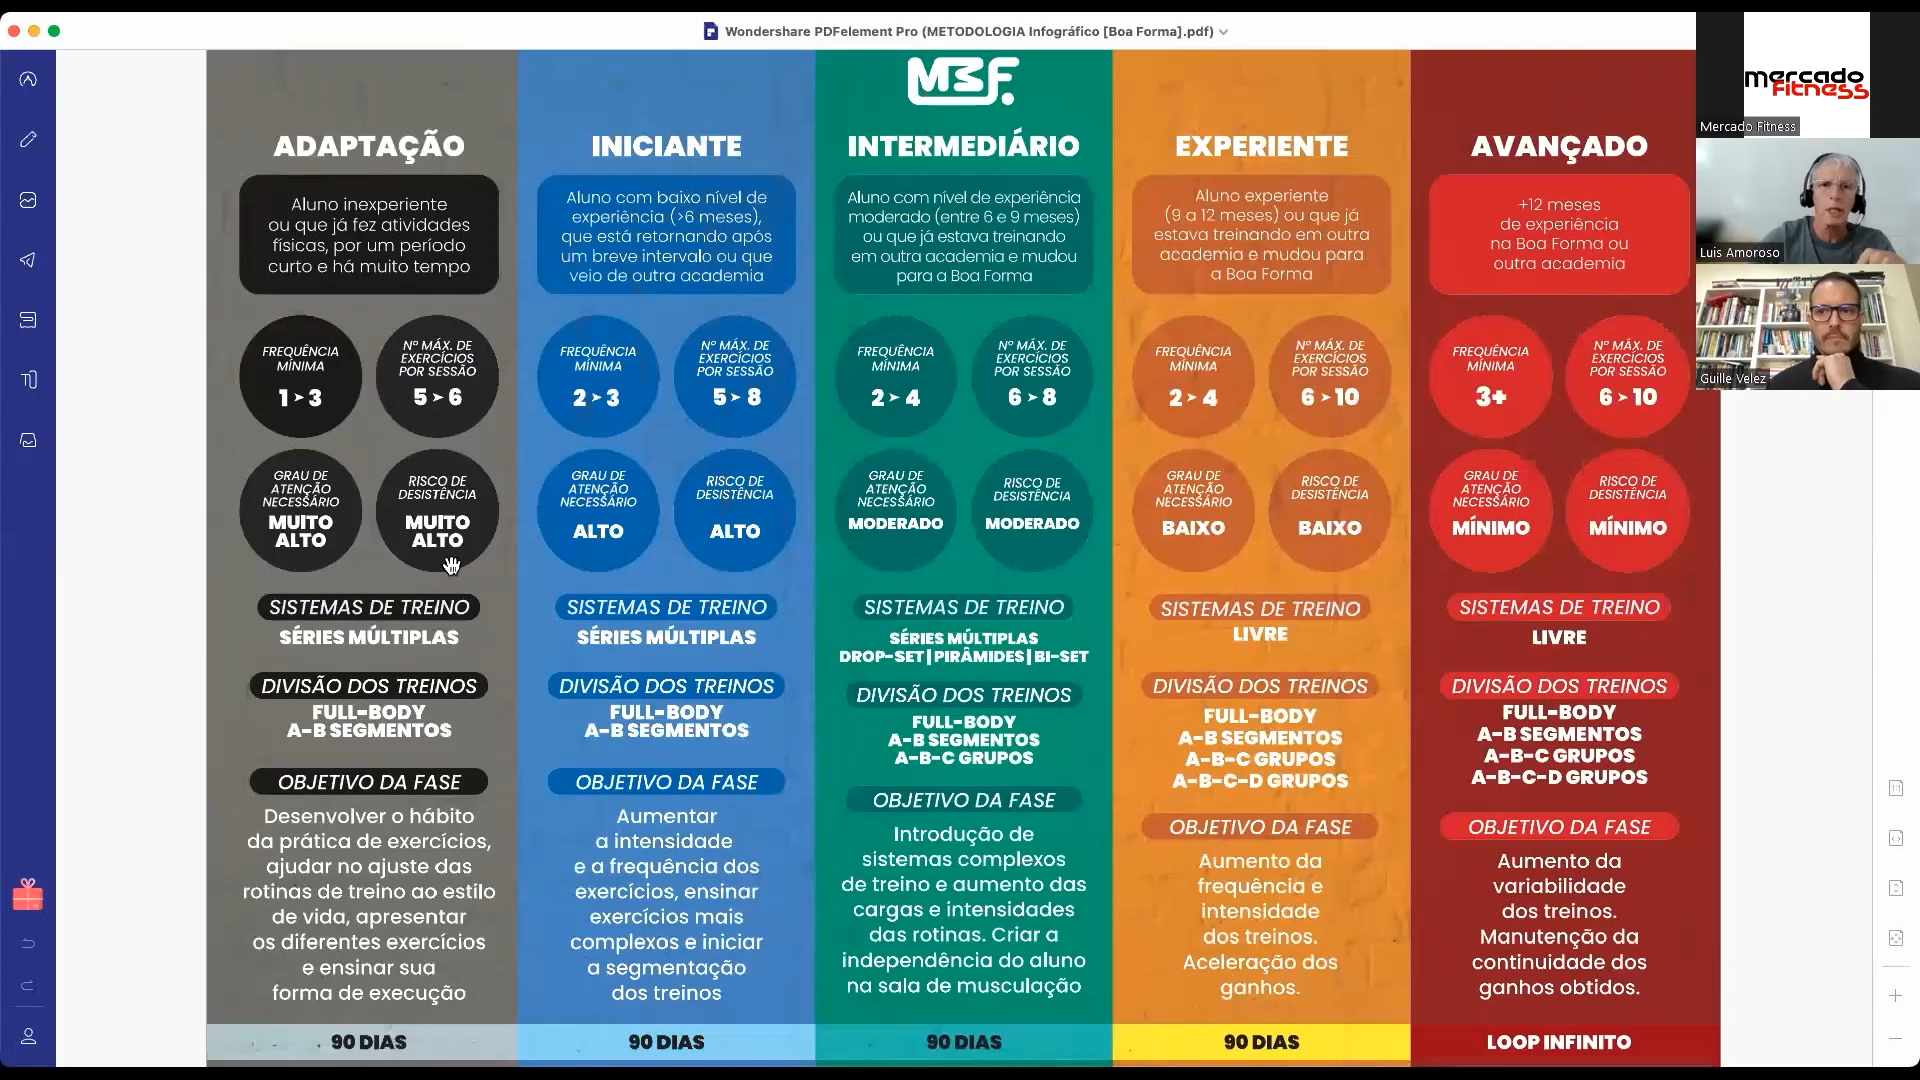 Wondershare PDFelement Pro (METODOLOGIA Infográfico [Boa Forma].pdf)
mercado
Fitness
Mercado Fitness
Luis Amoroso
Guille Velez
M3F.
ADAPTAÇÃO
Aluno inexperiente
ou que já fez atividades
físicas, por um período
curto e há muito tempo
FREQUÊNCIA
MÍNIMA
1 > 3
Nº MÁX. DE
EXERCÍCIOS
POR SESSÃO
5 > 6
GRAU DE
ATENÇÃO
NECESSÁRIO
MUITO
ALTO
RISCO DE
DESISTÊNCIA
MUITO
ALTO
SISTEMAS DE TREINO
SÉRIES MÚLTIPLAS
DIVISÃO DOS TREINOS
FULL-BODY
A-B SEGMENTOS
OBJETIVO DA FASE
Desenvolver o hábito
da prática de exercícios,
ajudar no ajuste das
rotinas de treino ao estilo
de vida, apresentar
os diferentes exercícios
e ensinar sua
forma de execução
90 DIAS
INICIANTE
Aluno com baixo nível de
experiência (>6 meses),
que está retornando após
um breve intervalo ou que
veio de outra academia
FREQUÊNCIA
MÍNIMA
2 > 3
Nº MÁX. DE
EXERCÍCIOS
POR SESSÃO
5 > 8
GRAU DE
ATENÇÃO
NECESSÁRIO
ALTO
RISCO DE
DESISTÊNCIA
ALTO
SISTEMAS DE TREINO
SÉRIES MÚLTIPLAS
DIVISÃO DOS TREINOS
FULL-BODY
A-B SEGMENTOS
OBJETIVO DA FASE
Aumentar
a intensidade
e a frequência dos
exercícios, ensinar
exercícios mais
complexos e iniciar
a segmentação
dos treinos
90 DIAS
INTERMEDIÁRIO
Aluno com nível de experiência
moderado (entre 6 e 9 meses)
ou que já estava treinando
em outra academia e mudou
para a Boa Forma
FREQUÊNCIA
MÍNIMA
2 > 4
Nº MÁX. DE
EXERCÍCIOS
POR SESSÃO
6 > 8
GRAU DE
ATENÇÃO
NECESSÁRIO
MODERADO
RISCO DE
DESISTÊNCIA
MODERADO
SISTEMAS DE TREINO
SÉRIES MÚLTIPLAS
DROP-SET|PIRÂMIDES|BI-SET
DIVISÃO DOS TREINOS
FULL-BODY
A-B SEGMENTOS
A-B-C GRUPOS
OBJETIVO DA FASE
Introdução de
sistemas complexos
de treino e aumento das
cargas e intensidades
das rotinas. Criar a
independência do aluno
na sala de musculação
90 DIAS
EXPERIENTE
Aluno experiente
(9 a 12 meses) ou que já
estava treinando em outra
academia e mudou para
a Boa Forma
FREQUÊNCIA
MÍNIMA
2 > 4
Nº MÁX. DE
EXERCÍCIOS
POR SESSÃO
6 > 10
GRAU DE
ATENÇÃO
NECESSÁRIO
BAIXO
RISCO DE
DESISTÊNCIA
BAIXO
SISTEMAS DE TREINO
LIVRE
DIVISÃO DOS TREINOS
FULL-BODY
A-B SEGMENTOS
A-B-C GRUPOS
A-B-C-D GRUPOS
OBJETIVO DA FASE
Aumento da
frequência e
intensidade
dos treinos.
Aceleração dos
ganhos.
90 DIAS
AVANÇADO
+12 meses
de experiência
na Boa Forma ou
outra academia
FREQUÊNCIA
MÍNIMA
3+
Nº MÁX. DE
EXERCÍCIOS
POR SESSÃO
6 > 10
GRAU DE
ATENÇÃO
NECESSÁRIO
MÍNIMO
RISCO DE
DESISTÊNCIA
MÍNIMO
SISTEMAS DE TREINO
LIVRE
DIVISÃO DOS TREINOS
FULL-BODY
A-B SEGMENTOS
A-B-C GRUPOS
A-B-C-D GRUPOS
OBJETIVO DA FASE
Aumento da
variabilidade
dos treinos.
Manutenção da
continuidade dos
ganhos obtidos.
LOOP INFINITO